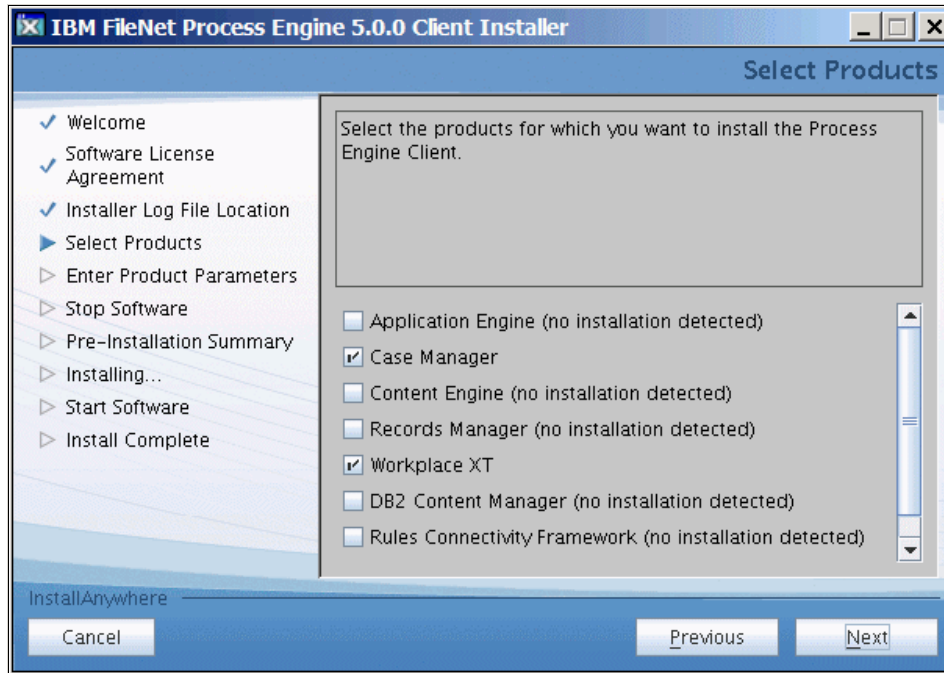 IBM FileNet Process Engine 5.0.0 Client Installer
Select Products
Welcome
Software License
Agreement
Installer Log File Location
Select Products
Enter Product Parameters
Stop Software
Pre-Installation Summary
Installing...
Start Software
Install Complete
Select the products for which you want to install the Process
Engine Client.
Application Engine (no installation detected)
Case Manager
Content Engine (no installation detected)
Records Manager (no installation detected)
Workplace XT
DB2 Content Manager (no installation detected)
Rules Connectivity Framework (no installation detected)
InstallAnywhere
Cancel
Previous
Next